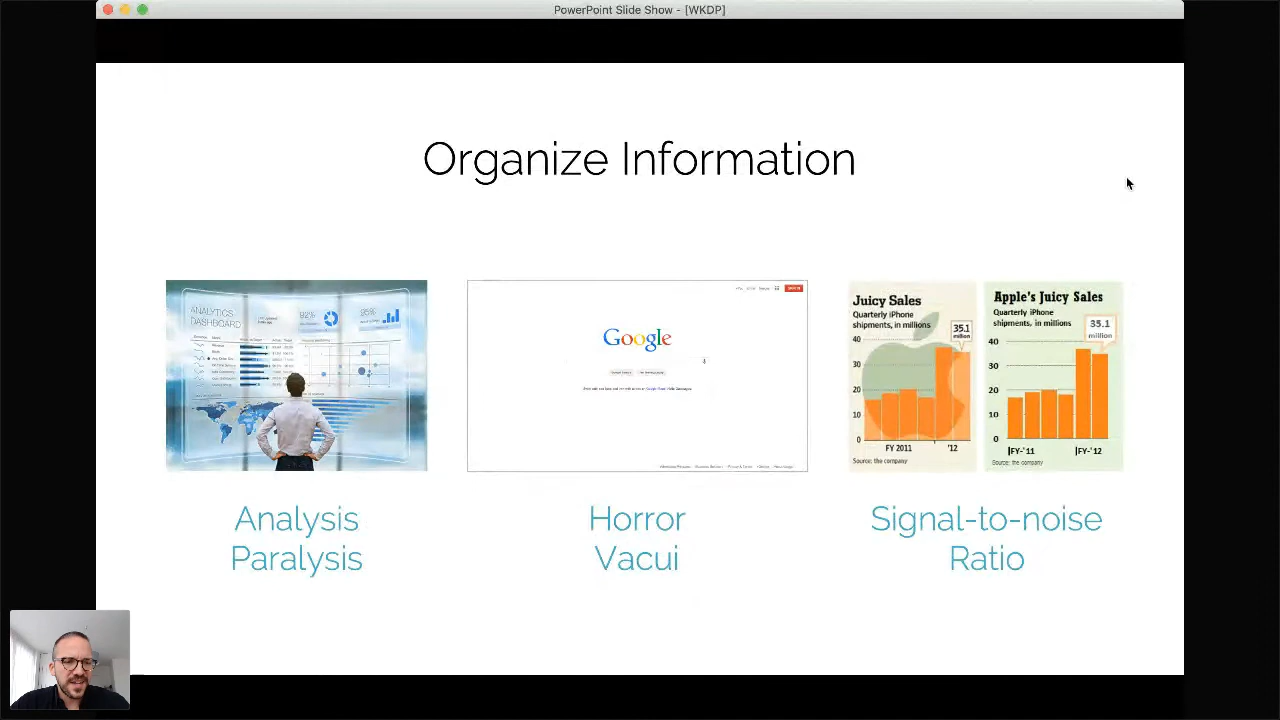 PowerPoint Slide Show - [WKDP]
Organize Information
ANALYTICS
DASHBOARD
92%
95%
Google
Juicy Sales
Quarterly iPhone
shipments, in millions
35.1
million
40
30
20
10
0
FY 2011
'12
Source: the company
Apple's Juicy Sales
Quarterly iPhone
shipments, in millions
35.1
million
40
30
20
10
0
FY-'11
FY-'12
Source: the company
Analysis
Paralysis
Horror
Vacui
Signal-to-noise
Ratio